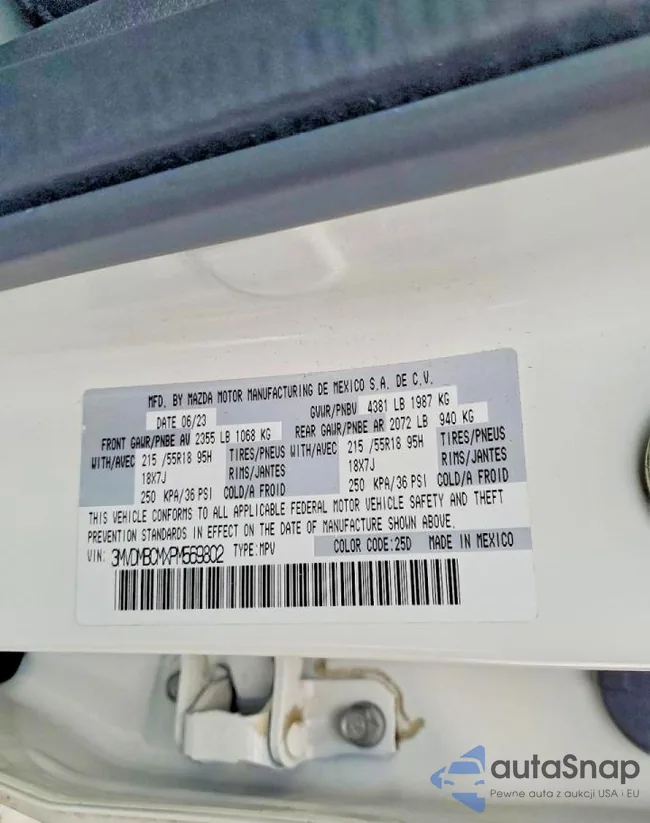 MFD. BY MAZDA MOTOR MANUFACTURING DE MEXICO S.A. DE C.V.
DATE 06/23 GVWR/PNBV 4381 LB 1987 KG
FRONT GAWR/PNBE AV 2355 LB 1068 KG REAR GAWR/PNBE AR 2072 LB 940 KG
WITH/AVEC 215 /55R18 95H TIRES/PNEUS WITH/AVEC 215 /55R18 95H TIRES/PNEUS
18X7J RIMS/JANTES 18X7J RIMS/JANTES
250 KPA/36 PSI COLD/A FROID 250 KPA/36 PSI COLD/A FROID
THIS VEHICLE CONFORMS TO ALL APPLICABLE FEDERAL MOTOR VEHICLE SAFETY AND THEFT
PREVENTION STANDARDS IN EFFECT ON THE DATE OF MANUFACTURE SHOWN ABOVE.
VIN: 3MVDMBCMXPM569802 TYPE: MPV COLOR CODE:25D MADE IN MEXICO
autaSnap
Pewne auta z aukcji USA i EU